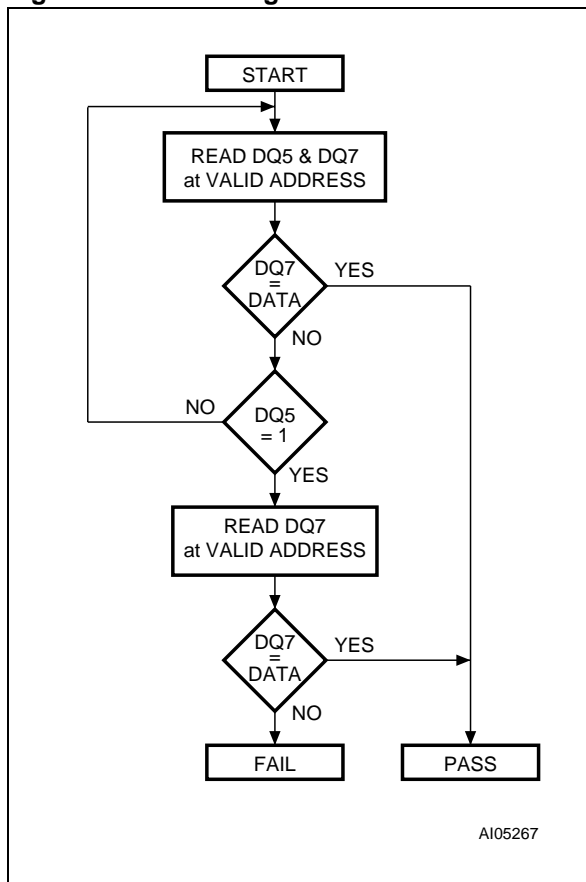 START
READ DQ5 & DQ7
at VALID ADDRESS
DQ7
=
DATA
YES
NO
NO
DQ5
= 1
YES
READ DQ7
at VALID ADDRESS
DQ7
=
DATA
YES
NO
FAIL
PASS
AI05267